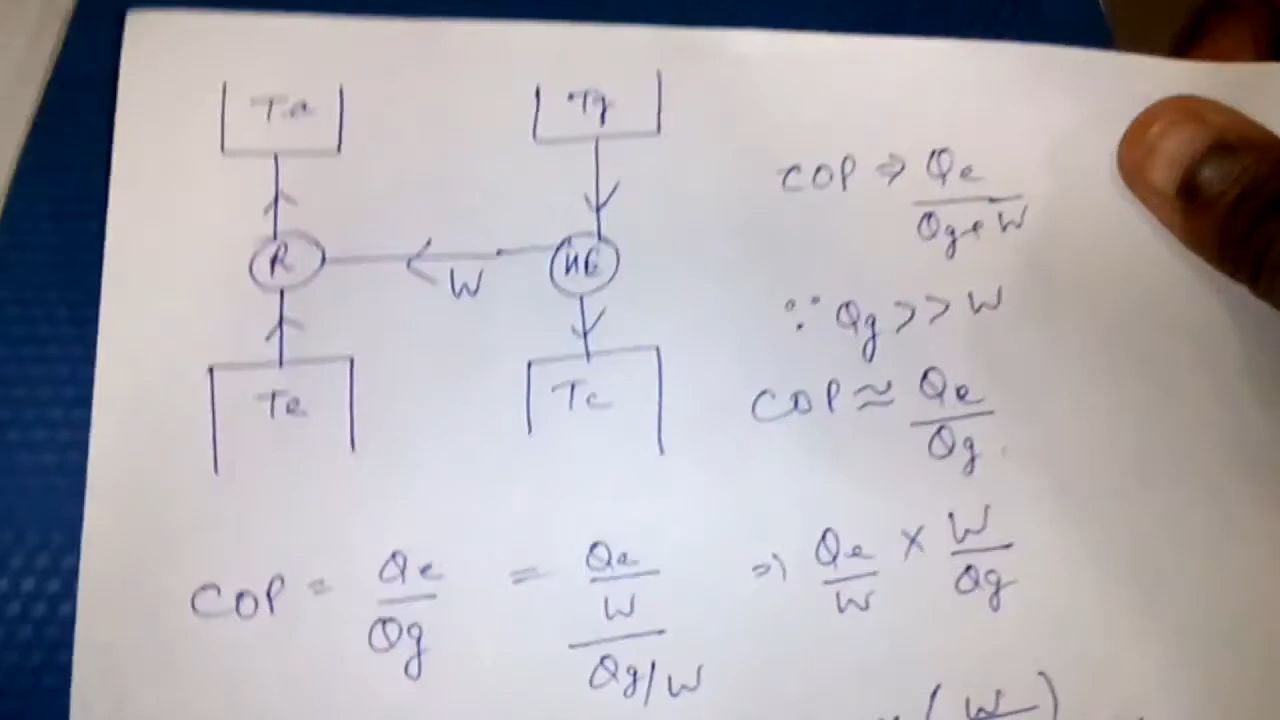 Ta Tg
COP ⇒ Qe / Qg+W
R W HE
∵ Qg >> W
Te Tc
COP ≈ Qe / Qg
COP = Qe / Qg = Qe/W / Qg/W ⇒ Qe/W × W/Qg
(W)